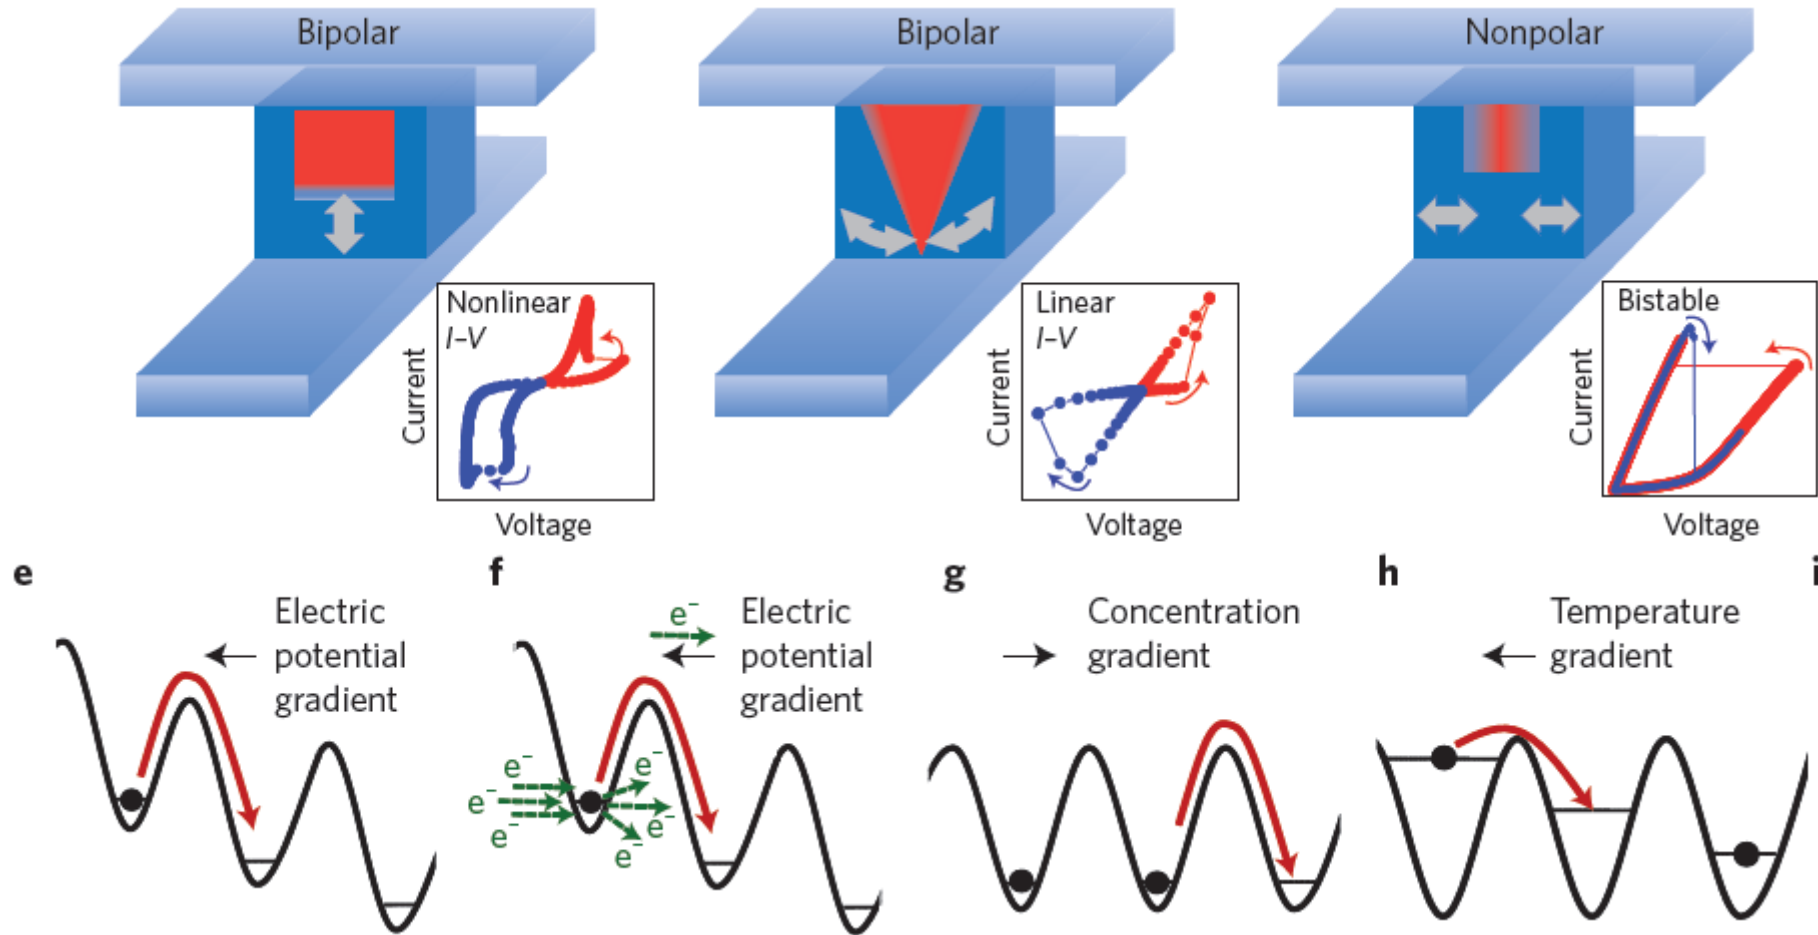 Bipolar
Bipolar
Nonpolar
Nonlinear
I–V
Current
Voltage
Linear
I–V
Current
Voltage
Bistable
Current
Voltage
e
Electric
potential
gradient
f
e⁻
Electric
potential
gradient
e⁻
e⁻
e⁻
e⁻
e⁻
e⁻
g
Concentration
gradient
h
Temperature
gradient
i